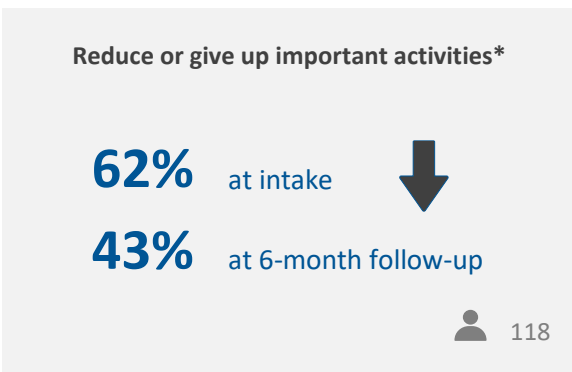 Reduce or give up important activities*
62% at intake
43% at 6-month follow-up
118